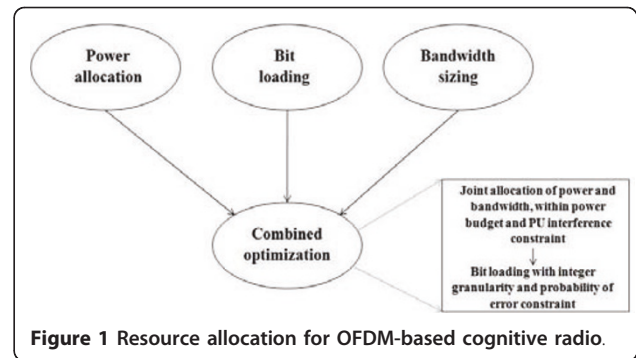 Power
allocation
Bit
loading
Bandwidth
sizing
Combined
optimization
Joint allocation of power and
bandwidth, within power
budget and PU interference
constraint
Bit loading with integer
granularity and probability of
error constraint
Figure 1 Resource allocation for OFDM-based cognitive radio.